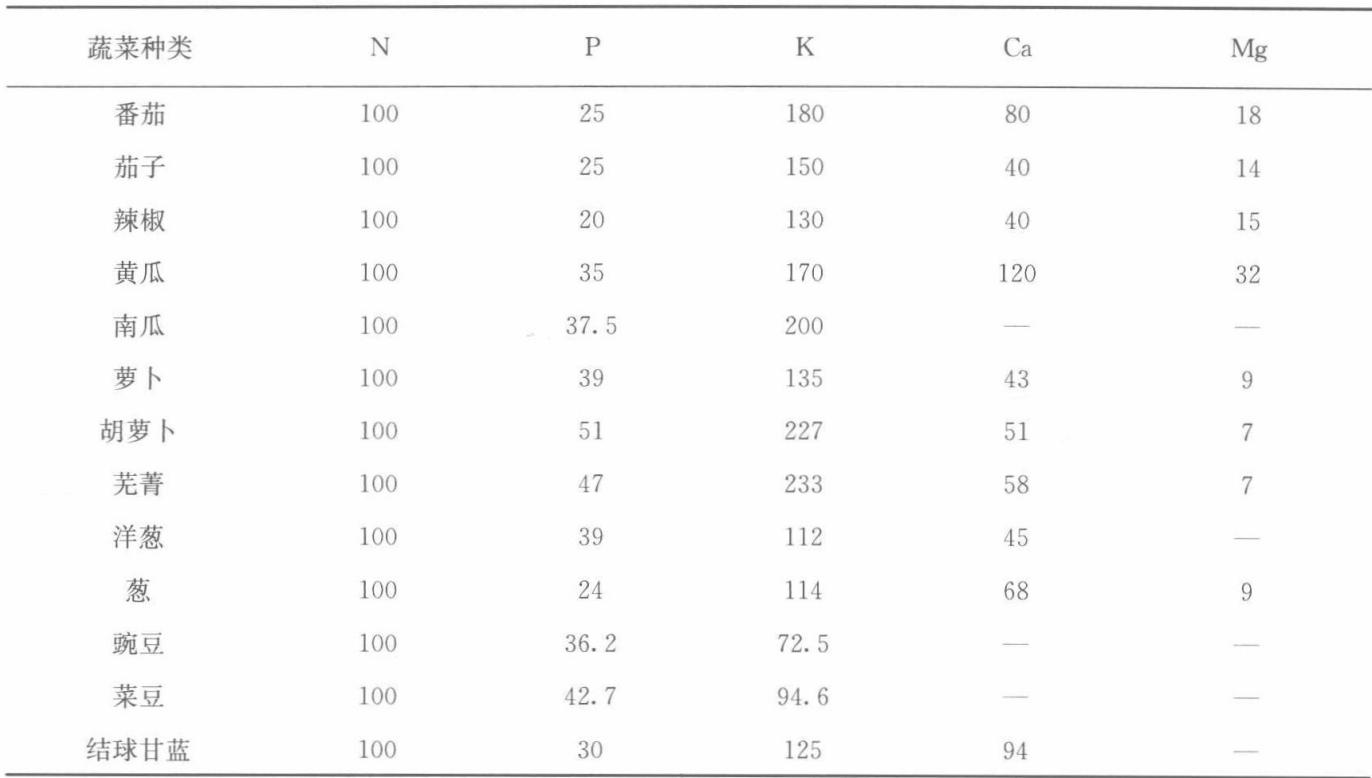 蔬菜种类 N P K Ca Mg
番茄 100 25 180 80 18
茄子 100 25 150 40 14
辣椒 100 20 130 40 15
黄瓜 100 35 170 120 32
南瓜 100 37.5 200 — —
萝卜 100 39 135 43 9
胡萝卜 100 51 227 51 7
芜菁 100 47 233 58 7
洋葱 100 39 112 45 —
葱 100 24 114 68 9
豌豆 100 36.2 72.5 — —
菜豆 100 42.7 94.6 — —
结球甘蓝 100 30 125 94 —